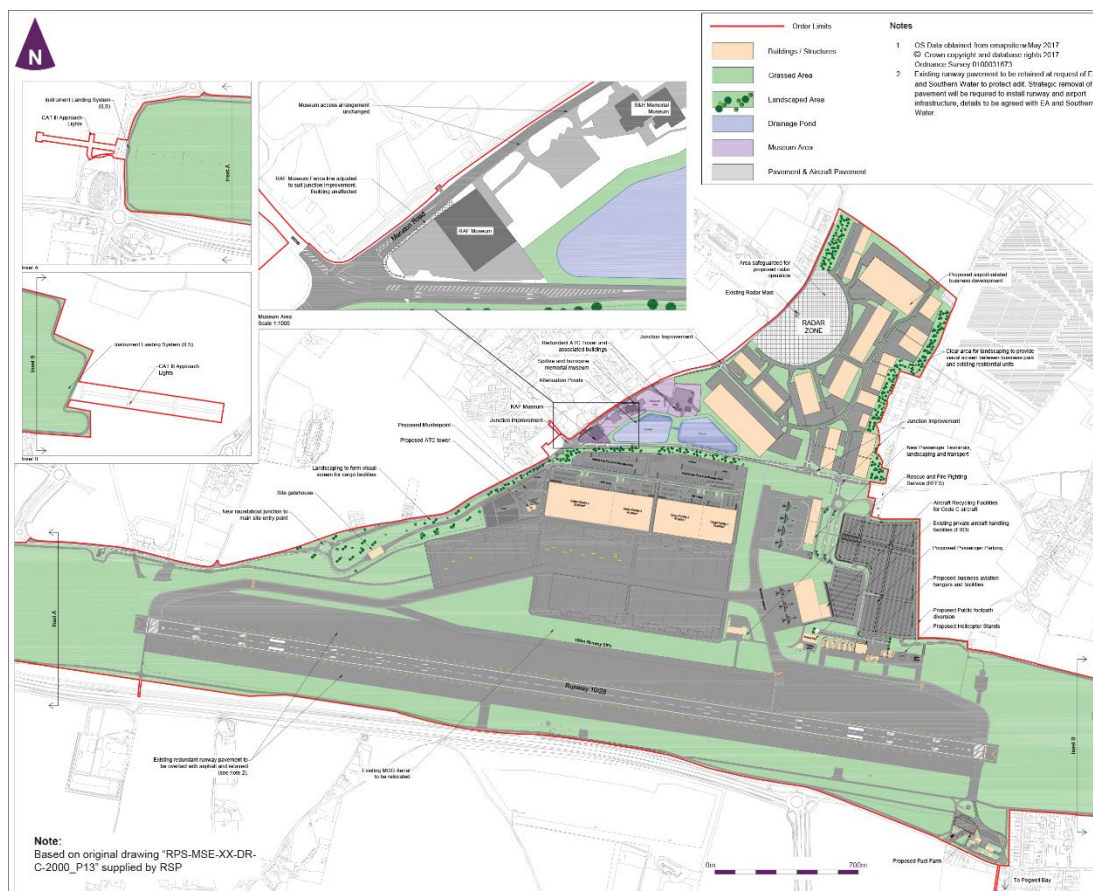 N
Order Limits
Buildings / Structures
Grassed Area
Landscaped Area
Drainage Pond
Museum Area
Pavement & Aircraft Pavement
Notes
1 OS Data obtained from emapsite May 2017
© Crown copyright and database rights 2017
Ordnance Survey 0100031673
2 Existing runway pavement to be retained at request of E
and Southern Water to protect adit. Strategic removal of
pavement will be required to install runway and airport
infrastructure, details to be agreed with EA and Southern
Water.
Instrument Landing System
(ILS)
CAT III Approach
Lights
Inset A
Inset A
Instrument Landing System (ILS)
CAT III Approach
Lights
Inset B
Inset B
Museum access arrangement
unchanged
S&H Memorial
Museum
RAF Museum Fence line adjusted
to suit junction improvement.
Building unaffected
Manston Road
RAF Museum
Museum Area
Scale 1:1000
Area safeguarded for
proposed radar
operation
Existing Radar Mast
RADAR
ZONE
Proposed airport-related
business development
Clear area for landscaping to provide
visual screen between business park
and existing residential units
Junction Improvement
Redundant ATC Tower and
associated buildings
Spitfire and hurricane
memorial museum
Attenuation Ponds
RAF Museum
Junction Improvement
Proposed ATC tower
Landscaping to form visual
screen for cargo facilities
Site gatehouse
New roundabout junction to
main site entry point
Junction Improvement
New Passenger Terminals,
landscaping and transport
Rescue and Fire Fighting
Service (RFFS)
Aircraft Recycling Facilities
for Code C aircraft
Existing private aircraft handling
facilities (FBO)
Proposed Passenger Parking
Proposed business aviation
hangars and facilities
Proposed Public footpath
diversion
Proposed Helicopter Stands
Inset A
Inset B
Runway 10/28
Existing redundant runway pavement to
be overlaid with asphalt and retained
(see note 2).
Existing MOD Aerial
to be relocated
Note:
Based on original drawing "RPS-MSE-XX-DR-
C-2000_P13" supplied by RSP
0m
700m
Proposed Fuel Farm
To Pegwell Bay